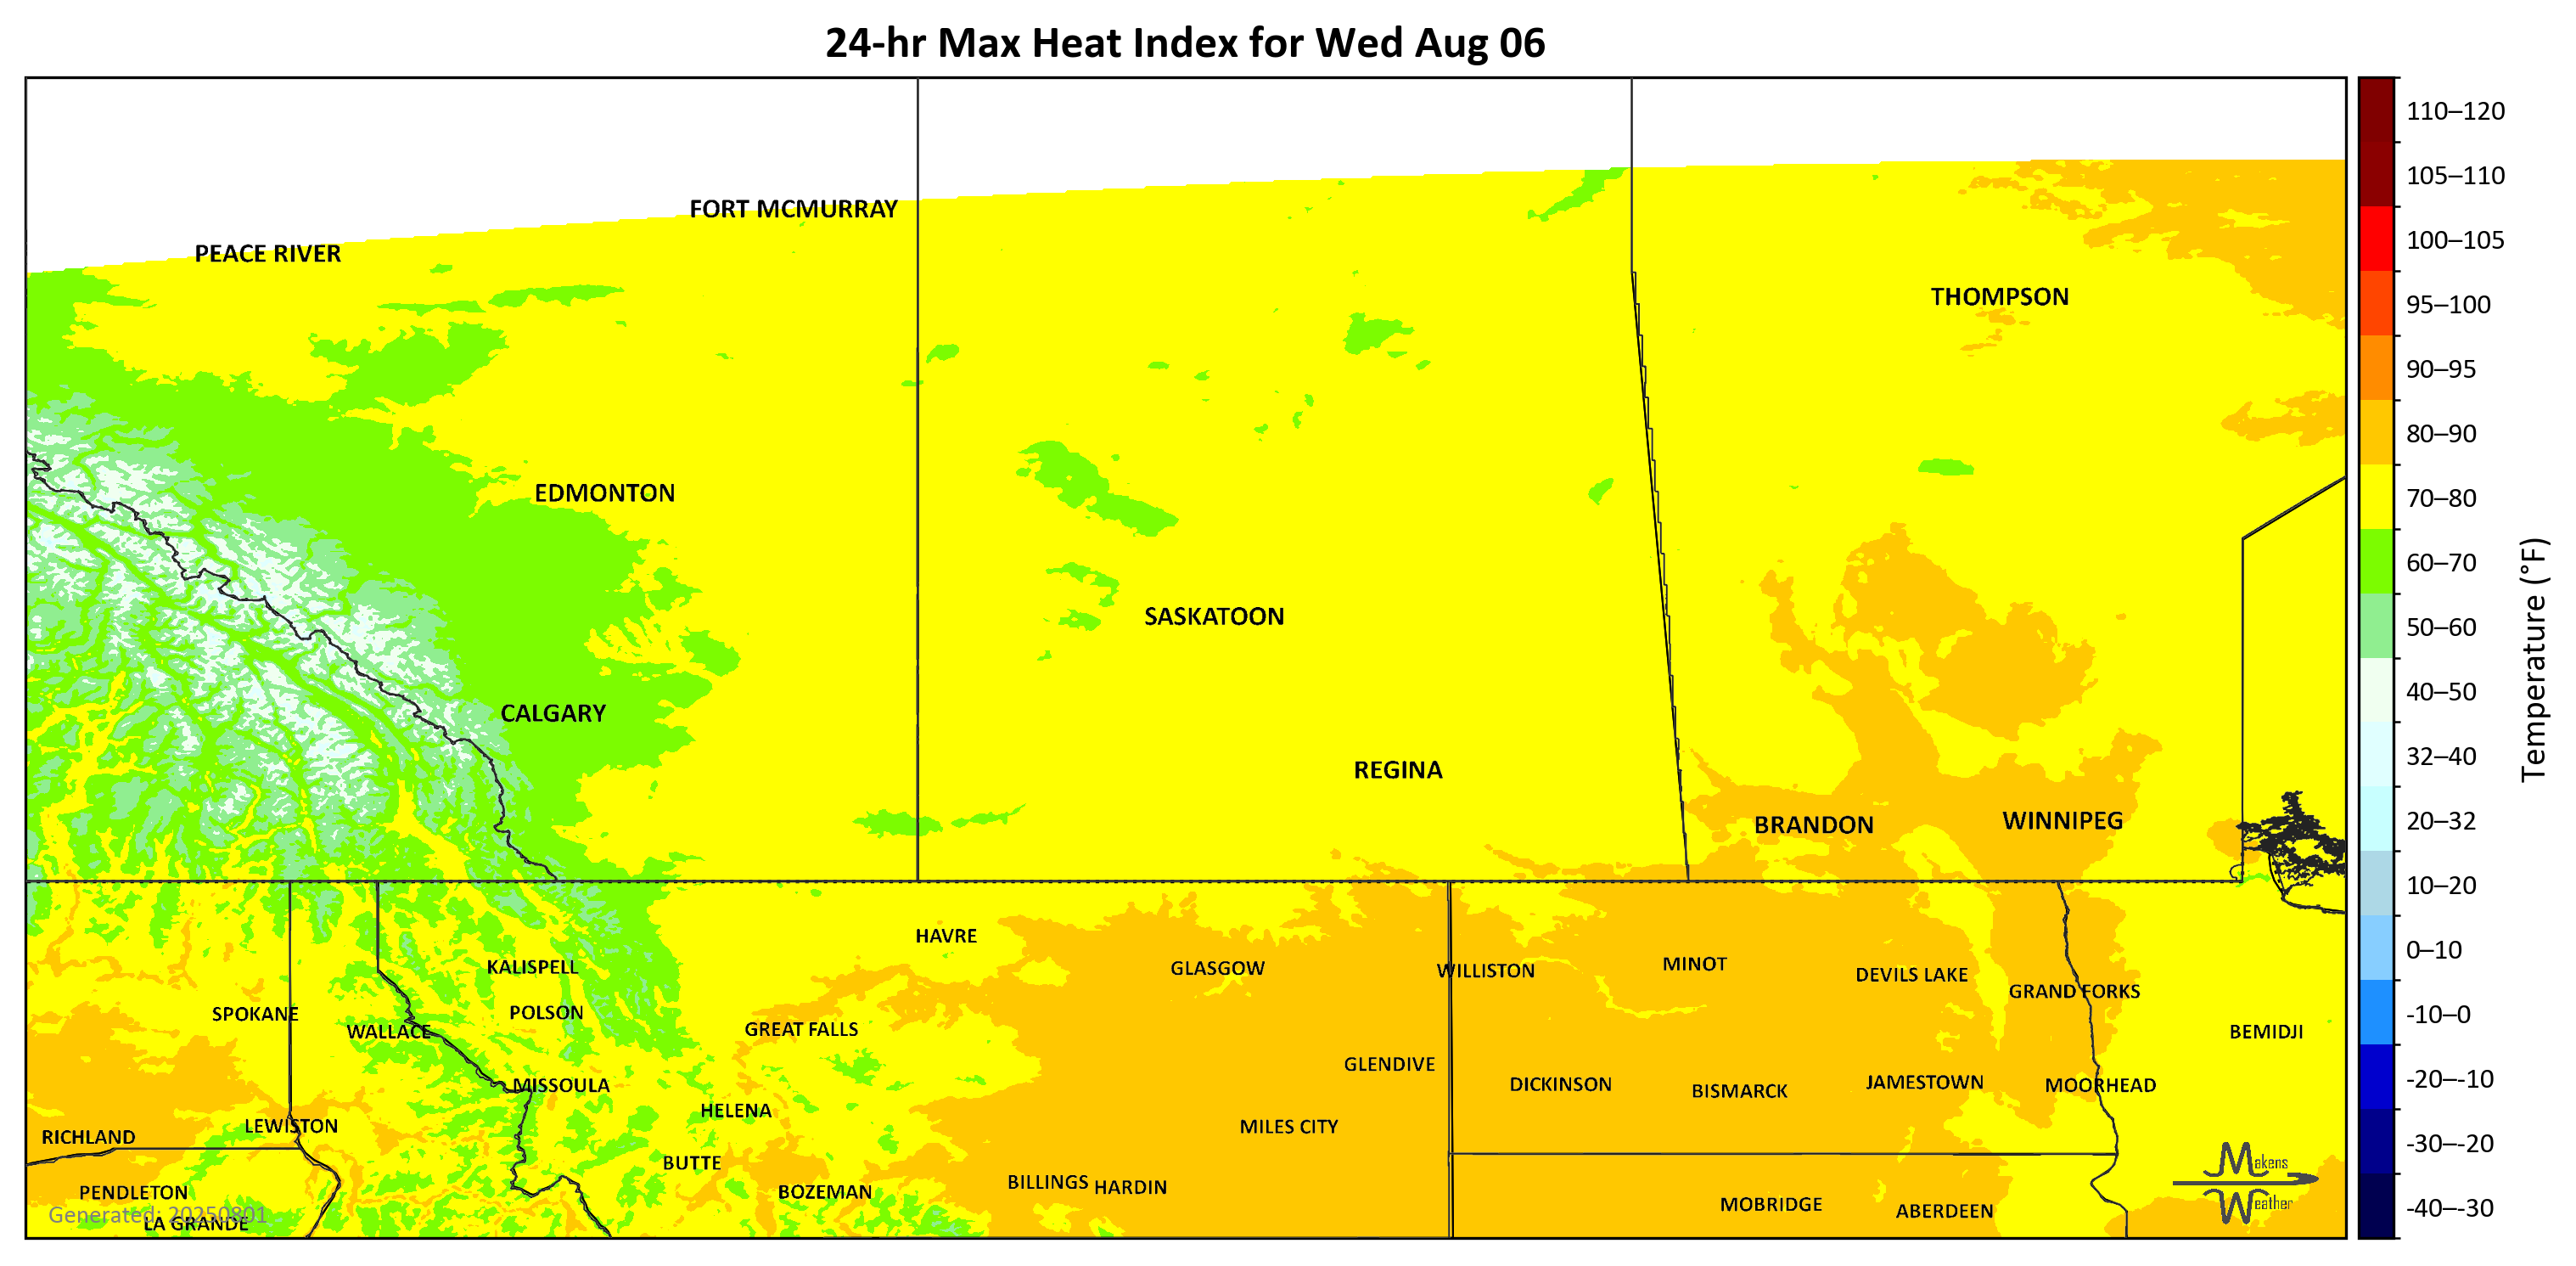 24-hr Max Heat Index for Wed Aug 06
110–120
105–110
100–105
95–100
90–95
80–90
70–80
60–70
50–60
40–50
32–40
20–32
10–20
0–10
-10–0
-20–-10
-30–-20
-40–-30
Temperature (°F)
FORT MCMURRAY
PEACE RIVER
THOMPSON
EDMONTON
SASKATOON
CALGARY
REGINA
BRANDON
WINNIPEG
HAVRE
KALISPELL
GLASGOW
WILLISTON
MINOT
DEVILS LAKE
GRAND FORKS
SPOKANE
POLSON
WALLACE
GREAT FALLS
BEMIDJI
GLENDIVE
MISSOULA
DICKINSON
BISMARCK
JAMESTOWN
MOORHEAD
HELENA
LEWISTON
MILES CITY
RICHLAND
BUTTE
PENDLETON
BOZEMAN
BILLINGS
HARDIN
MOBRIDGE
ABERDEEN
Generated: 20250801
LA GRANDE
Makens
Weather